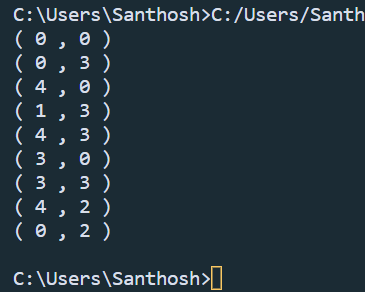 C:\Users\Santhosh>C:/Users/Santh
( 0 , 0 )
( 0 , 3 )
( 4 , 0 )
( 1 , 3 )
( 4 , 3 )
( 3 , 0 )
( 3 , 3 )
( 4 , 2 )
( 0 , 2 )
C:\Users\Santhosh>